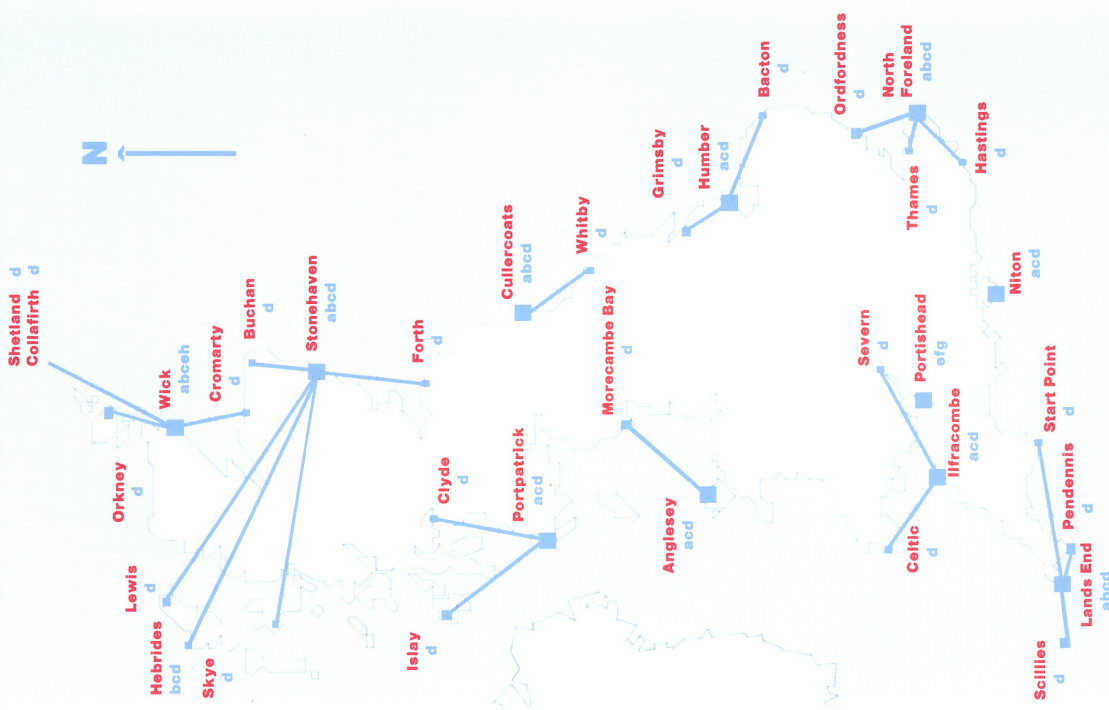 N
Shetland d
Collafirth d
Orkney
d
Wick
abceh
Cromarty
d
Buchan
d
Stonehaven
abcd
Lewis
d
Hebrides
bcd
Skye
d
Forth
d
Clyde
d
Islay
d
Portpatrick
acd
Cullercoats
abcd
Whitby
d
Morecambe Bay
d
Anglesey
acd
Grimsby
d
Humber
acd
Bacton
d
Ordfordness
d
North
Foreland
abcd
Thames
d
Hastings
d
Niton
acd
Severn
d
Portishead
efg
Ilfracombe
acd
Celtic
d
Start Point
d
Pendennis
d
Lands End
abcd
Scillies
d